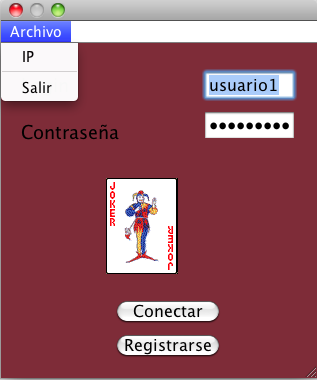 Archivo
IP
Salir
usuario1
Contraseña
●●●●●●●●●
JOKER
JOKER
Conectar
Registrarse